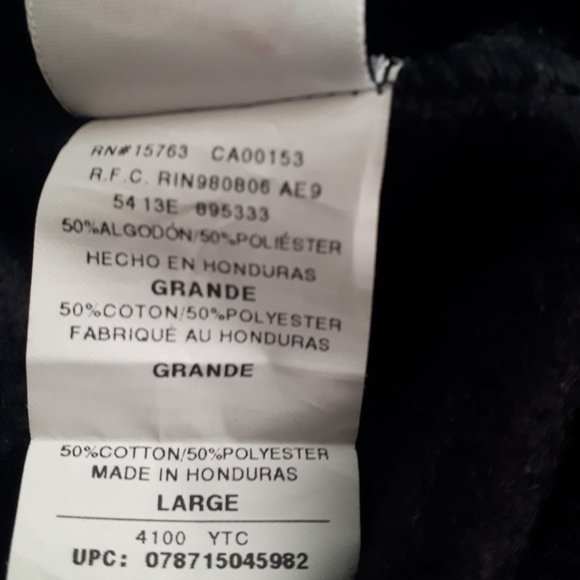 RN#15763 CA00153
R.F.C. RIN980806 AE9
54 13E 895333
50%ALGODÓN/50%POLIÉSTER
HECHO EN HONDURAS
GRANDE
50%COTON/50%POLYESTER
FABRIQUÉ AU HONDURAS
GRANDE
50%COTTON/50%POLYESTER
MADE IN HONDURAS
LARGE
4100 YTC
UPC: 078715045982